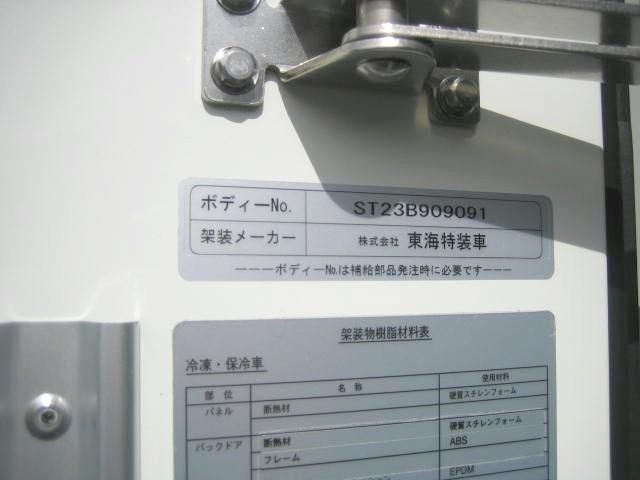 ボディーNo. ST23B909091
架装メーカー 株式会社 東海特装車
ーーーボディーNo.は補給部品発注時に必要ですーーー
架装物樹脂材料表
冷凍・保冷車
部 位 名 称 使用材料
パネル 断熱材 硬質スチレンフォーム
バックドア 断熱材 硬質スチレンフォーム
フレーム ABS
EPDM